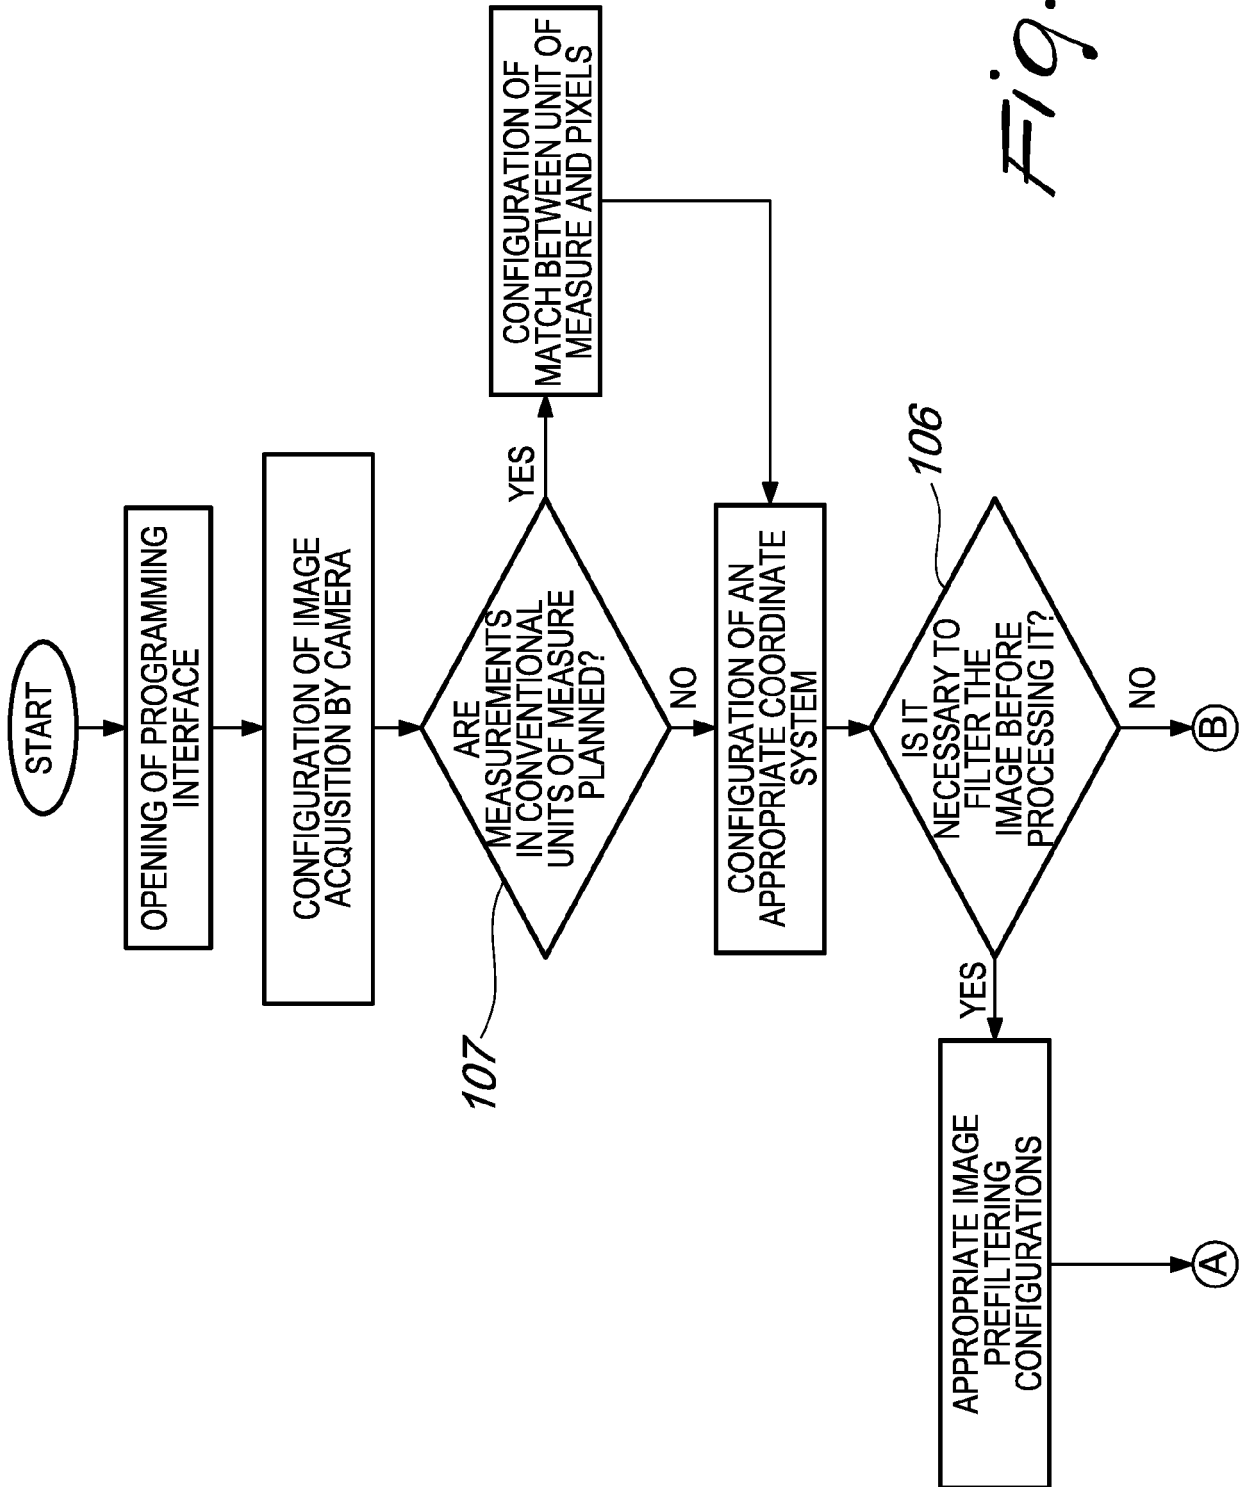 START
OPENING OF PROGRAMMING
INTERFACE
CONFIGURATION OF IMAGE
ACQUISITION BY CAMERA
107
ARE
MEASUREMENTS
IN CONVENTIONAL
UNITS OF MEASURE
PLANNED?
YES
CONFIGURATION OF
MATCH BETWEEN UNIT OF
MEASURE AND PIXELS
NO
CONFIGURATION OF AN
APPROPRIATE COORDINATE
SYSTEM
106
IS IT
NECESSARY TO
FILTER THE
IMAGE BEFORE
PROCESSING IT?
YES
NO
APPROPRIATE IMAGE
PREFILTERING
CONFIGURATIONS
A
B
Fig.